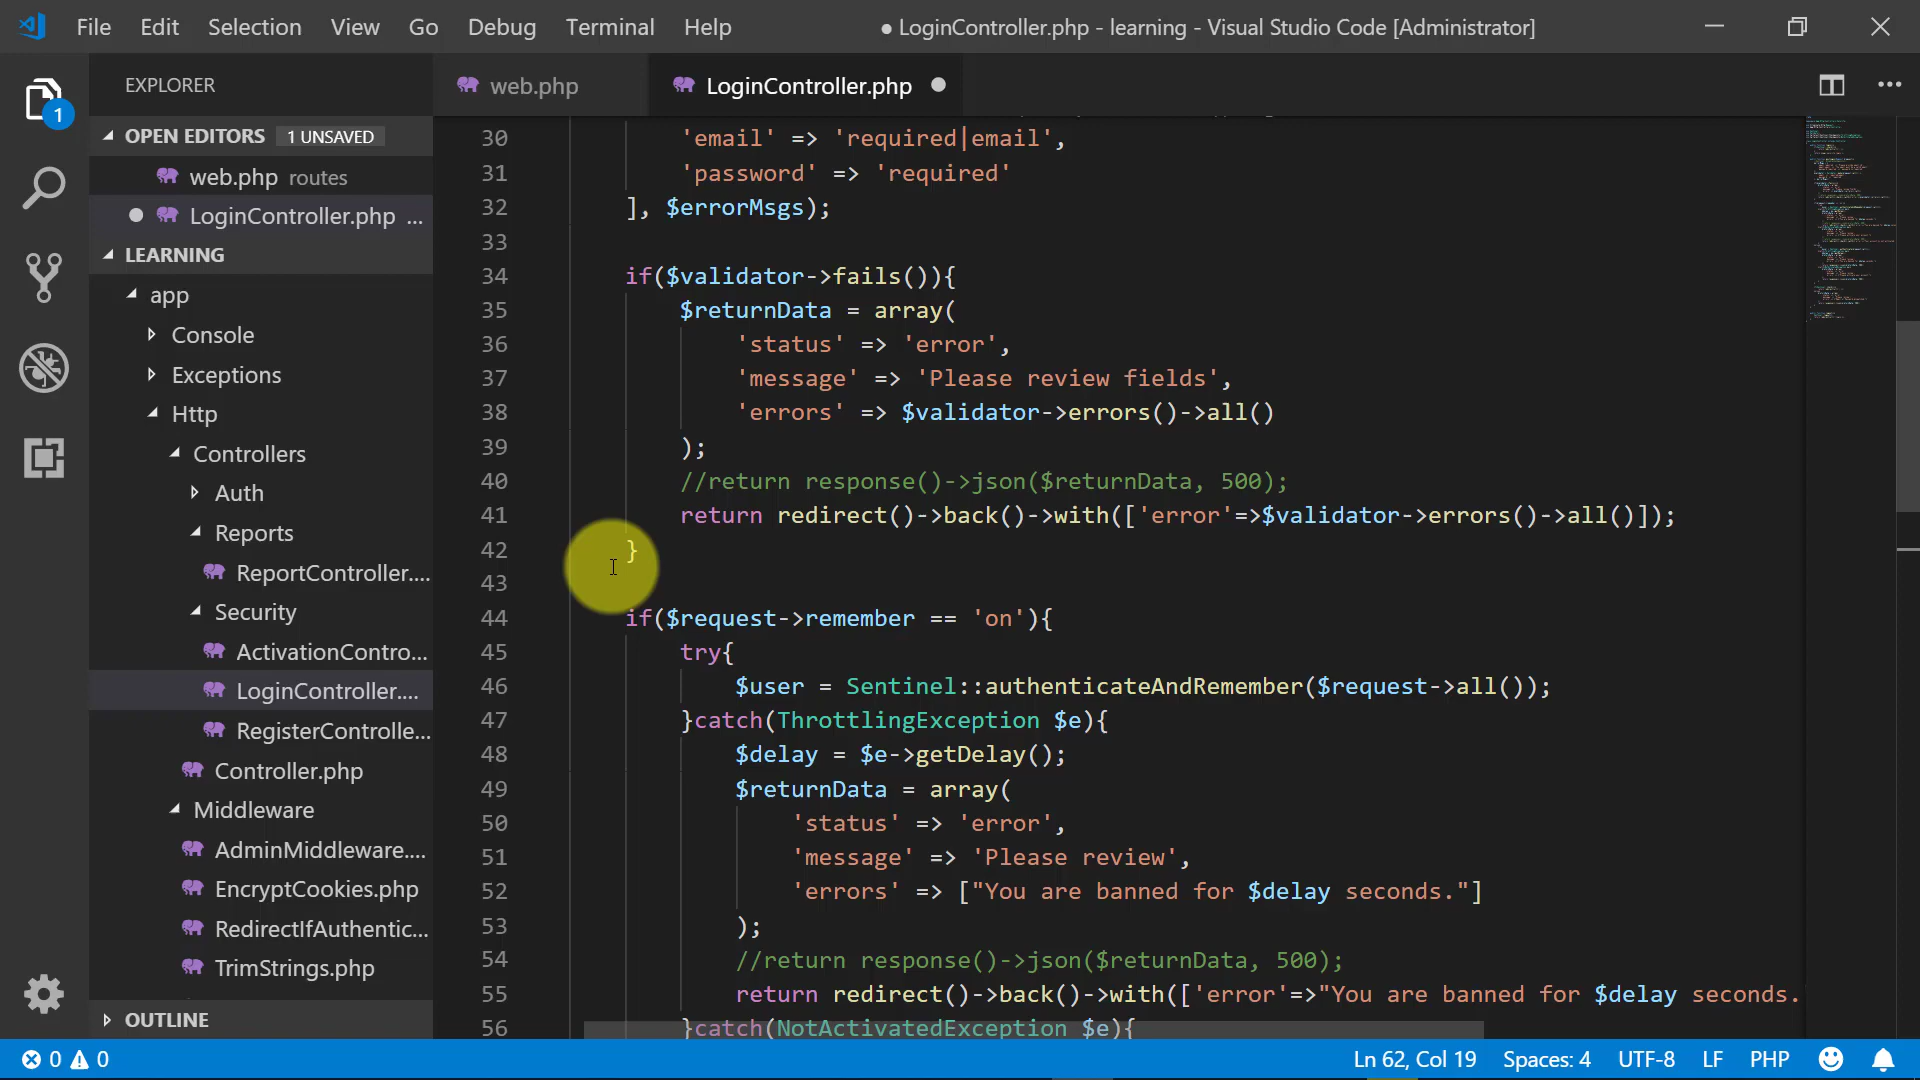 File Edit Selection View Go Debug Terminal Help
● LoginController.php - learning - Visual Studio Code [Administrator]
1
EXPLORER
OPEN EDITORS 1 UNSAVED
web.php routes
LoginController.php ...
LEARNING
app
Console
Exceptions
Http
Controllers
Auth
Reports
ReportController....
Security
ActivationContro...
LoginController....
RegisterControlle...
Controller.php
Middleware
AdminMiddleware....
EncryptCookies.php
RedirectIfAuthentic...
TrimStrings.php
OUTLINE
web.php
LoginController.php
30 'email' => 'required|email',
31 'password' => 'required'
32 ], $errorMsgs);
33
34 if($validator->fails()){
35 $returnData = array(
36 'status' => 'error',
37 'message' => 'Please review fields',
38 'errors' => $validator->errors()->all()
39 );
40 //return response()->json($returnData, 500);
41 return redirect()->back()->with(['error'=>$validator->errors()->all()]);
42 }
43
44 if($request->remember == 'on'){
45 try{
46 $user = Sentinel::authenticateAndRemember($request->all());
47 }catch(ThrottlingException $e){
48 $delay = $e->getDelay();
49 $returnData = array(
50 'status' => 'error',
51 'message' => 'Please review',
52 'errors' => ["You are banned for $delay seconds."]
53 );
54 //return response()->json($returnData, 500);
55 return redirect()->back()->with(['error'=>"You are banned for $delay seconds.
56 }catch(NotActivatedException $e){
0 0
Ln 62, Col 19 Spaces: 4 UTF-8 LF PHP